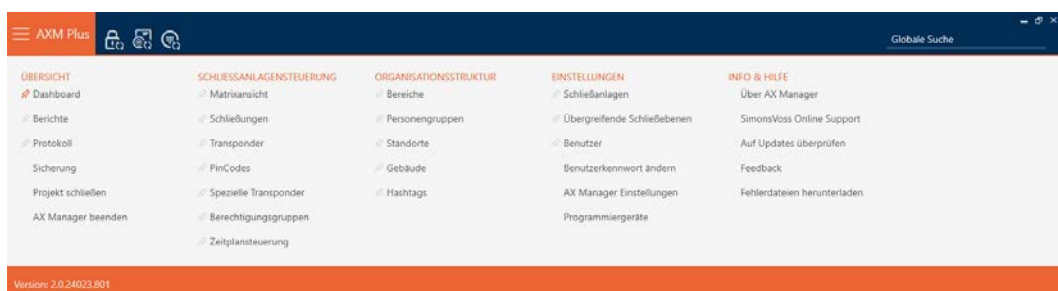 AXM Plus
Globale Suche
ÜBERSICHT
Dashboard
Berichte
Protokoll
Sicherung
Projekt schließen
AX Manager beenden
SCHLIESSANLAGENSTEUERUNG
Matrixansicht
Schließungen
Transponder
PinCodes
Spezielle Transponder
Berechtigungsgruppen
Zeitplansteuerung
ORGANISATIONSSTRUKTUR
Bereiche
Personengruppen
Standorte
Gebäude
Hashtags
EINSTELLUNGEN
Schließanlagen
Übergreifende Schließebenen
Benutzer
Benutzerkennwort ändern
AX Manager Einstellungen
Programmiergeräte
INFO & HILFE
Über AX Manager
SimonsVoss Online Support
Auf Updates überprüfen
Feedback
Fehlerdateien herunterladen
Version: 2.0.24023.801